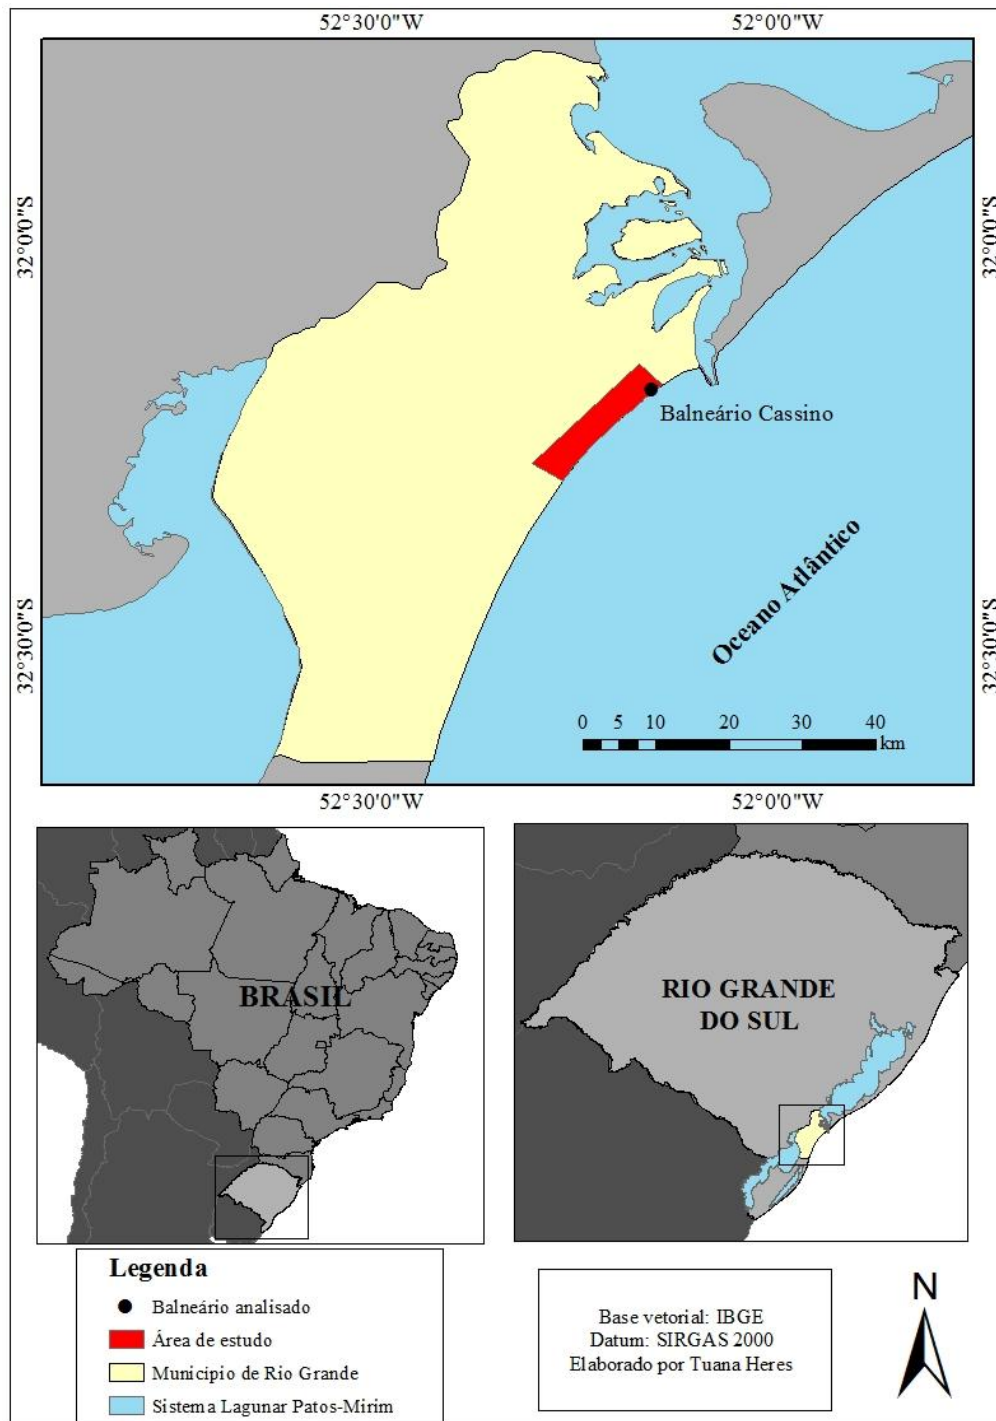 52°30'0"W
52°0'0"W
32°0'0"S
32°0'0"S
Balneário Cassino
Oceano Atlântico
32°30'0"S
32°30'0"S
0 5 10 20 30 40
km
52°30'0"W
52°0'0"W
BRASIL
RIO GRANDE
DO SUL
Legenda
Balneário analisado
Área de estudo
Município de Rio Grande
Sistema Lagunar Patos-Mirim
Base vetorial: IBGE
Datum: SIRGAS 2000
Elaborado por Tuana Heres
N